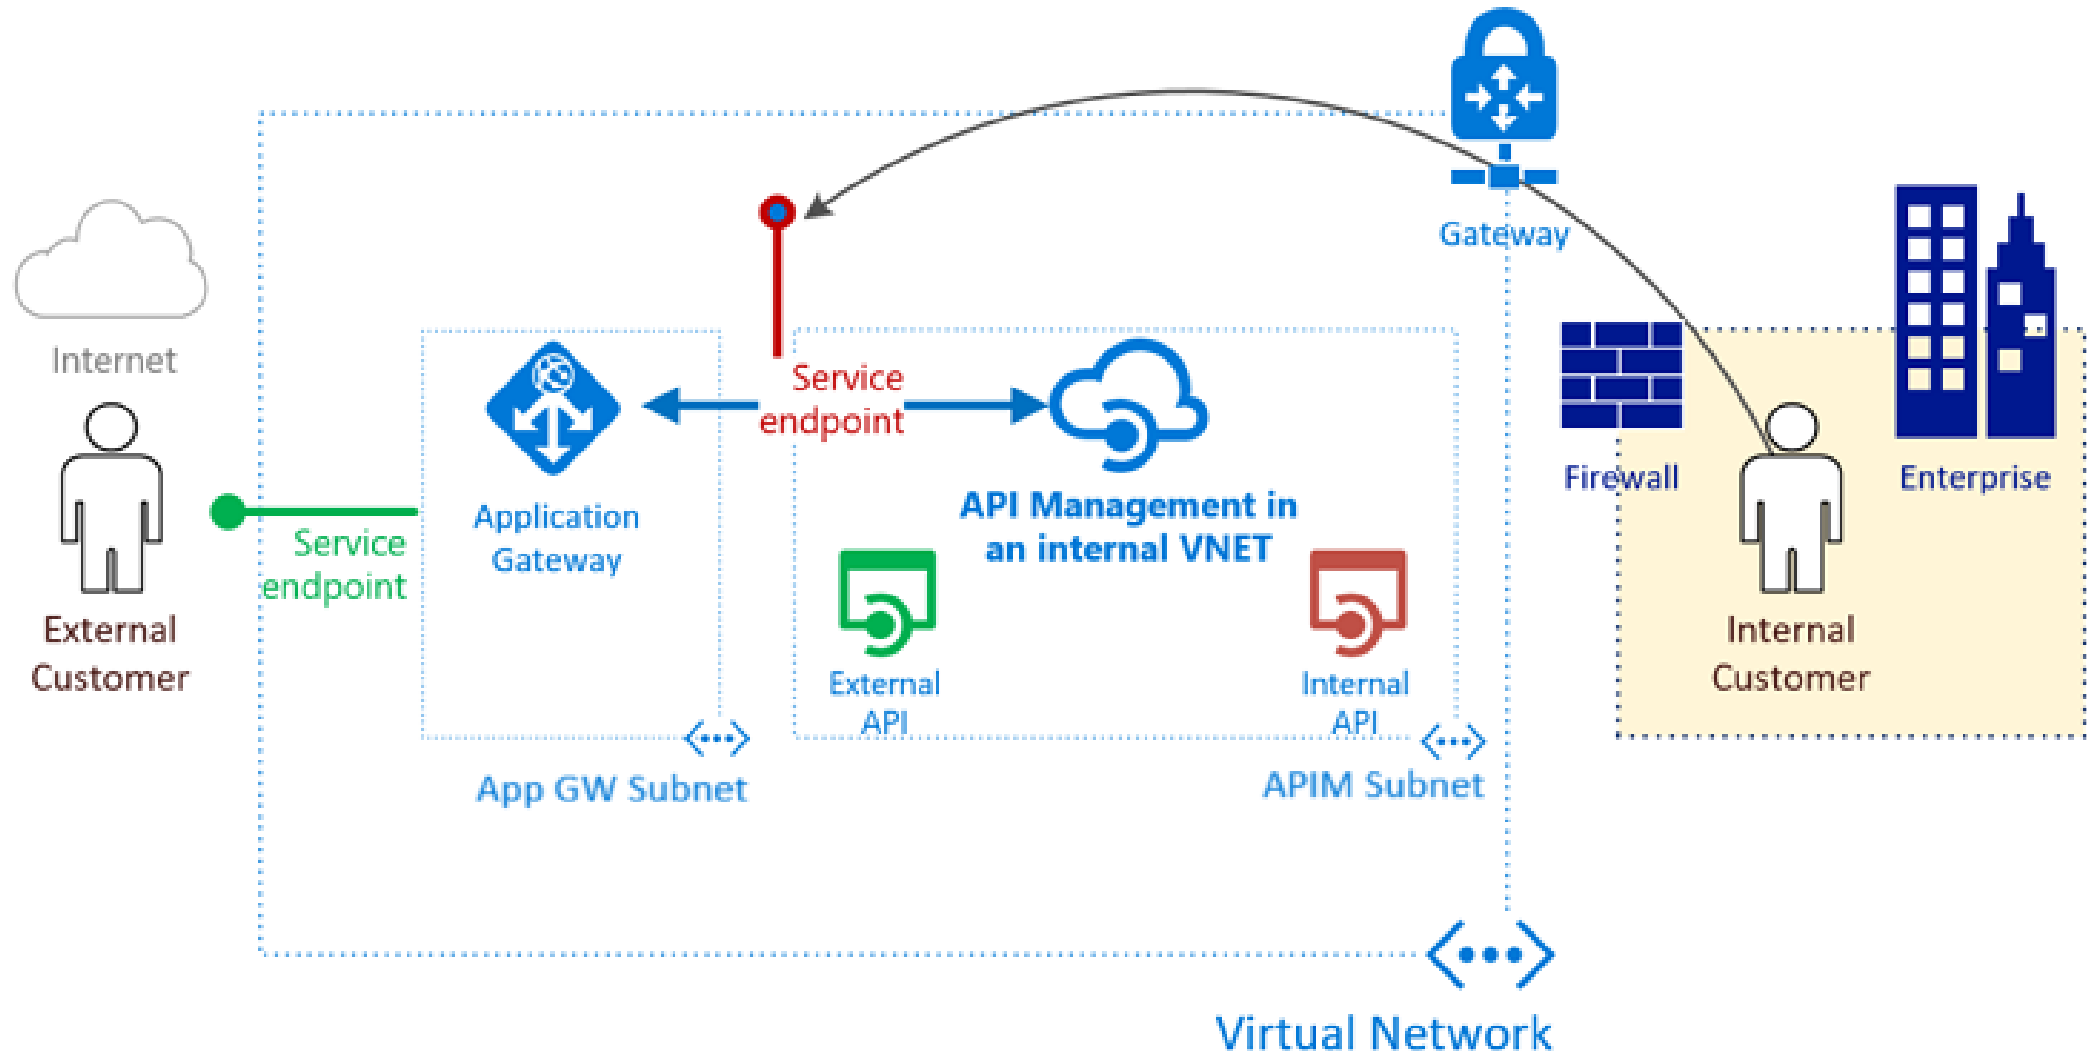 Gateway
Internet
Service
endpoint
Firewall
Enterprise
Application
Gateway
API Management in
an internal VNET
Service
endpoint
External
Customer
External
API
Internal
API
Internal
Customer
App GW Subnet
APIM Subnet
Virtual Network